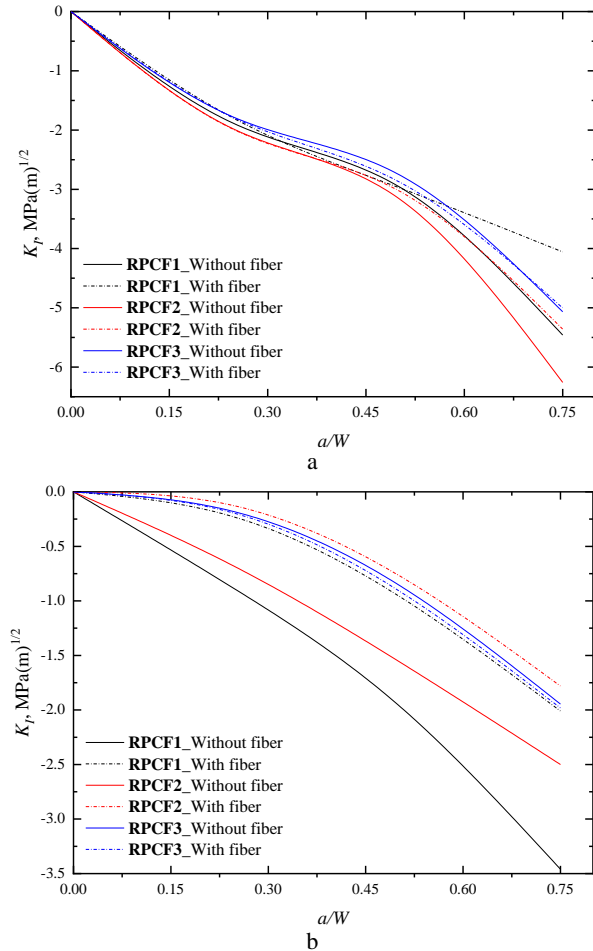 0
-1
-2
-3
-4
-5
-6
K_I, MPa(m)^1/2
RPCF1_Without fiber
RPCF1_With fiber
RPCF2_Without fiber
RPCF2_With fiber
RPCF3_Without fiber
RPCF3_With fiber
0.00 0.15 0.30 0.45 0.60 0.75
a/W
a
0.0
-0.5
-1.0
-1.5
-2.0
-2.5
-3.0
-3.5
K_I, MPa(m)^1/2
RPCF1_Without fiber
RPCF1_With fiber
RPCF2_Without fiber
RPCF2_With fiber
RPCF3_Without fiber
RPCF3_With fiber
0.00 0.15 0.30 0.45 0.60 0.75
a/W
b